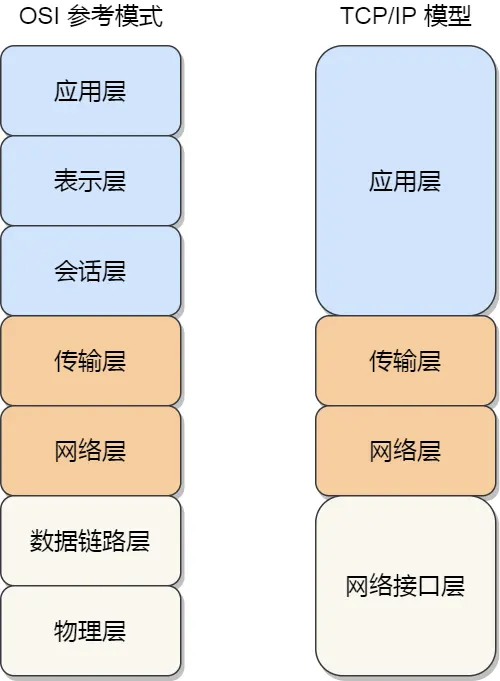 OSI 参考模式
应用层
表示层
会话层
传输层
网络层
数据链路层
物理层
TCP/IP 模型
应用层
传输层
网络层
网络接口层